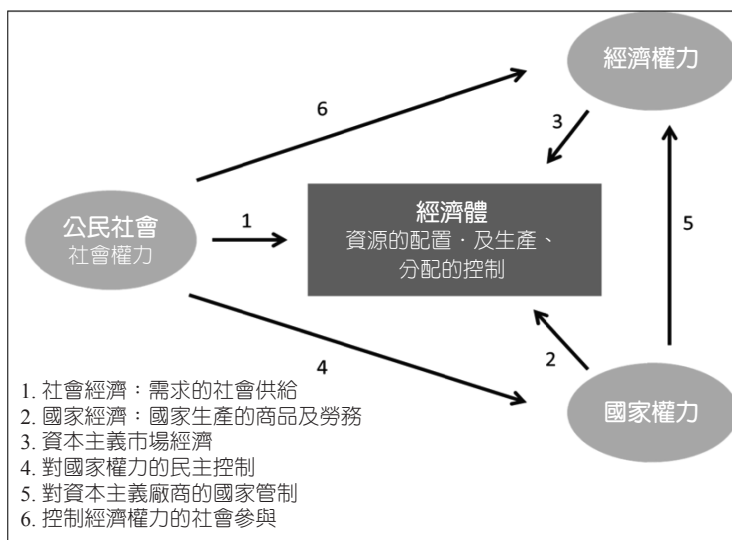 經濟權力
6
3
公民社會
社會權力
1
經濟體
資源的配置．及生產、
分配的控制
5
4
2
國家權力
1. 社會經濟：需求的社會供給
2. 國家經濟：國家生產的商品及勞務
3. 資本主義市場經濟
4. 對國家權力的民主控制
5. 對資本主義廠商的國家管制
6. 控制經濟權力的社會參與